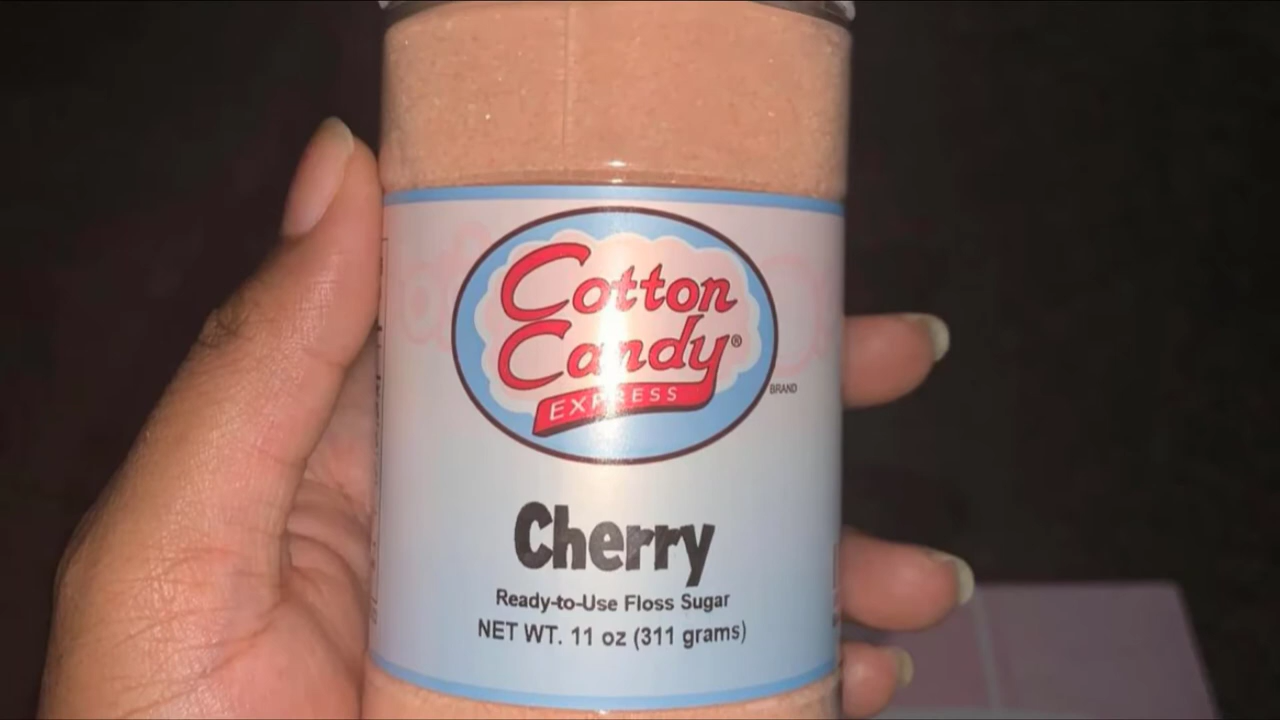 Cotton
Candy®
EXPRESS
BRAND
Cherry
Ready-to-Use Floss Sugar
NET WT. 11 oz (311 grams)